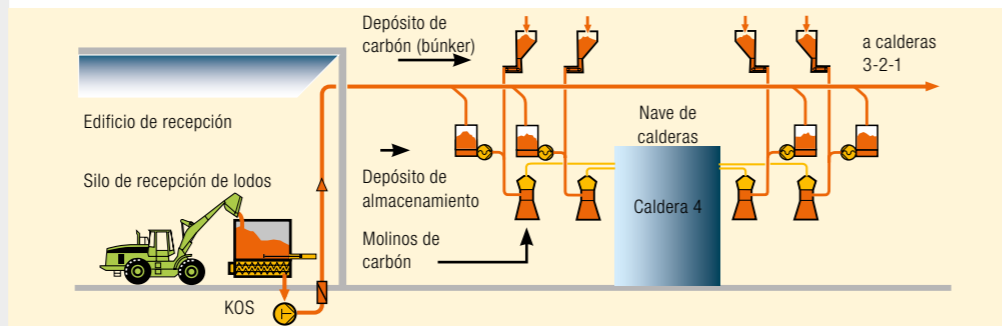 Depósito de
carbón (búnker)
a calderas
3-2-1
Edificio de recepción
Nave de
calderas
Silo de recepción de lodos
Depósito de
almacenamiento
Caldera 4
Molinos de
carbón
KOS